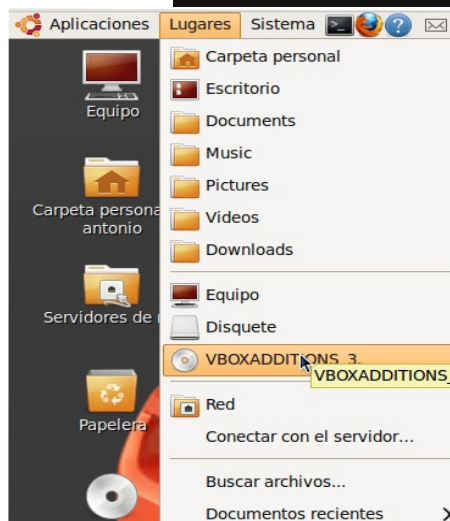 Aplicaciones Lugares Sistema
Carpeta personal
Escritorio
Documents
Music
Pictures
Videos
Downloads
Equipo
Disquete
VBOXADDITIONS_3.
VBOXADDITIONS_
Red
Conectar con el servidor...
Buscar archivos...
Documentos recientes
Equipo
Carpeta persona
antonio
Servidores de
Papelera